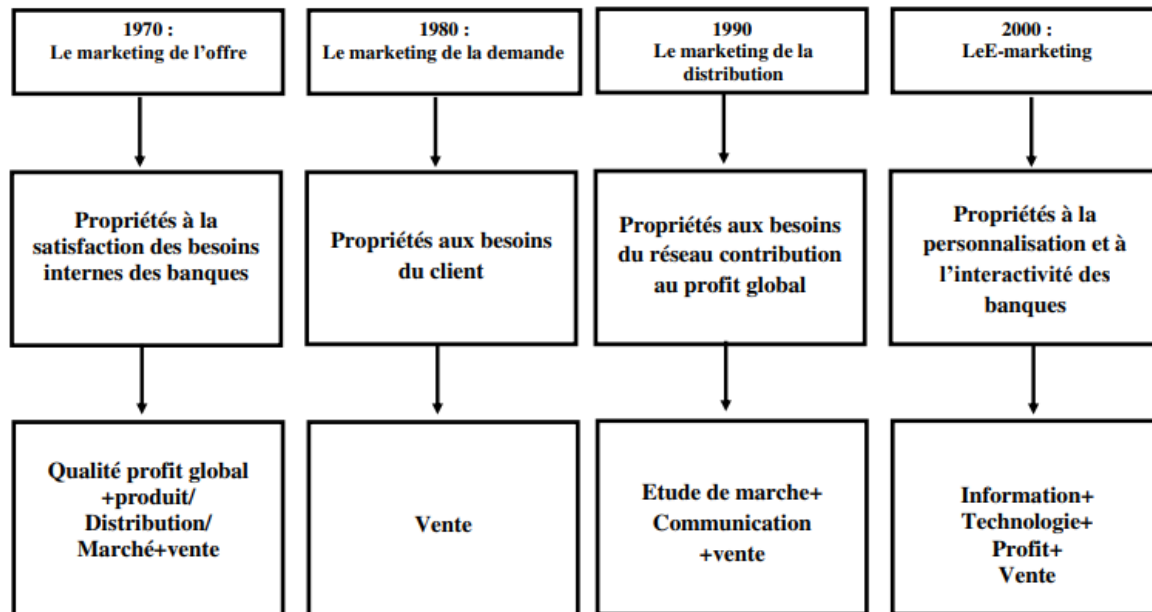 1970 :
Le marketing de l’offre
1980 :
Le marketing de la demande
1990
Le marketing de la
distribution
2000 :
LeE-marketing
Propriétés à la
satisfaction des besoins
internes des banques
Propriétés aux besoins
du client
Propriétés aux besoins
du réseau contribution
au profit global
Propriétés à la
personnalisation et à
l’interactivité des
banques
Qualité profit global
+produit/
Distribution/
Marché+vente
Vente
Etude de marche+
Communication
+vente
Information+
Technologie+
Profit+
Vente